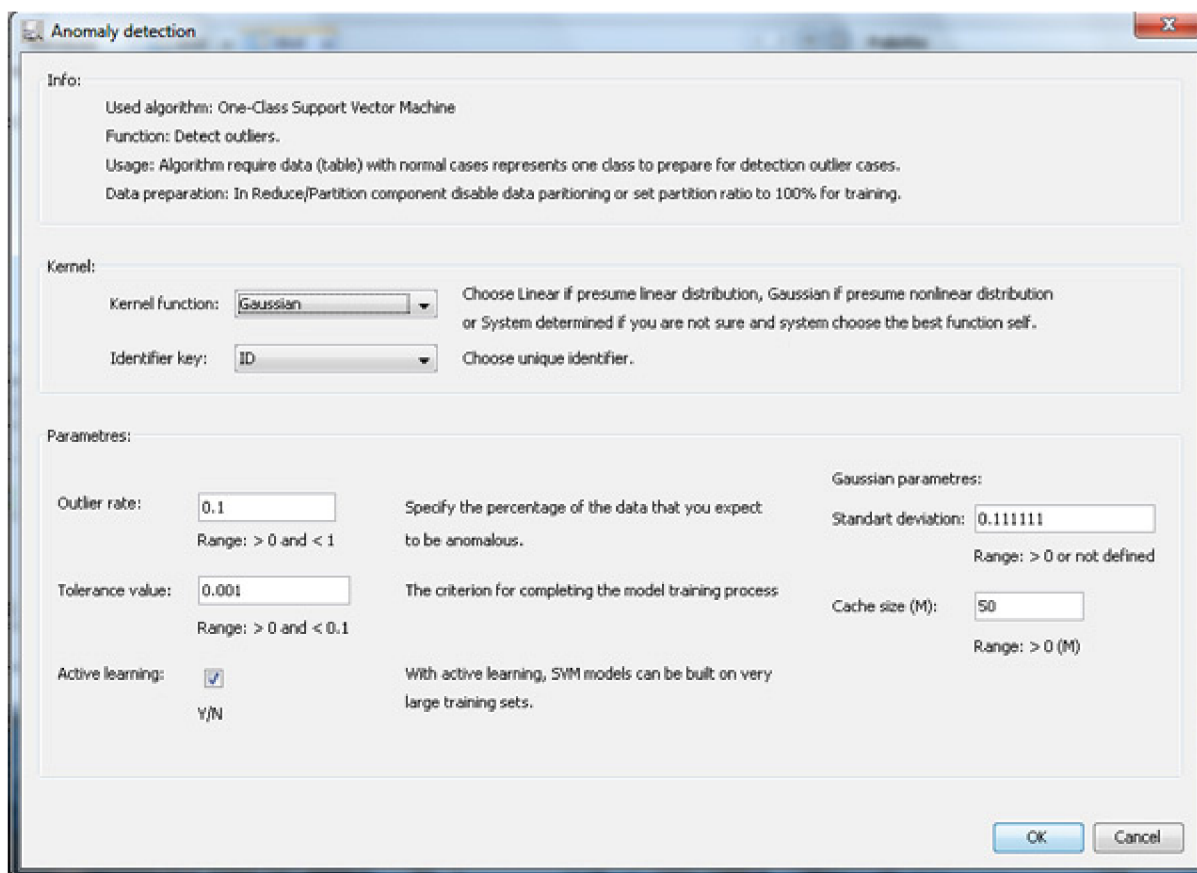 Anomaly detection
Info:
Used algorithm: One-Class Support Vector Machine
Function: Detect outliers.
Usage: Algorithm require data (table) with normal cases represents one class to prepare for detection outlier cases.
Data preparation: In Reduce/Partition component disable data paritioning or set partition ratio to 100% for training.
Kernel:
Kernel function: Gaussian
Choose Linear if presume linear distribution, Gaussian if presume nonlinear distribution
or System determined if you are not sure and system choose the best function self.
Identifier key: ID Choose unique identifier.
Parametres:
Outlier rate: 0.1
Range: > 0 and < 1
Specify the percentage of the data that you expect
to be anomalous.
Tolerance value: 0.001 The criterion for completing the model training process
Range: > 0 and < 0.1
Active learning:
Y/N
With active learning, SVM models can be built on very
large training sets.
Gaussian parametres:
Standart deviation: 0.111111
Range: > 0 or not defined
Cache size (M): 50
Range: > 0 (M)
OK Cancel